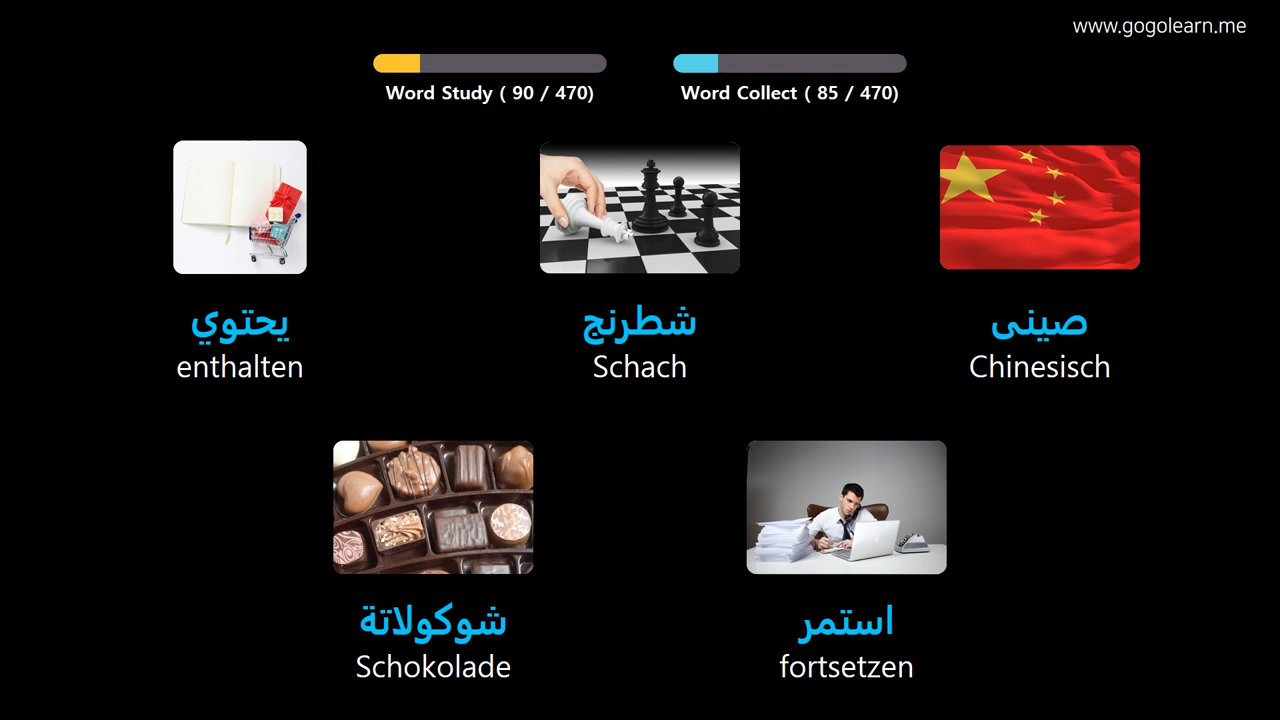 www.gogolearn.me
Word Study ( 90 / 470)
Word Collect ( 85 / 470)
يحتوي
enthalten
شطرنج
Schach
صينى
Chinesisch
شوكولاتة
Schokolade
استمر
fortsetzen